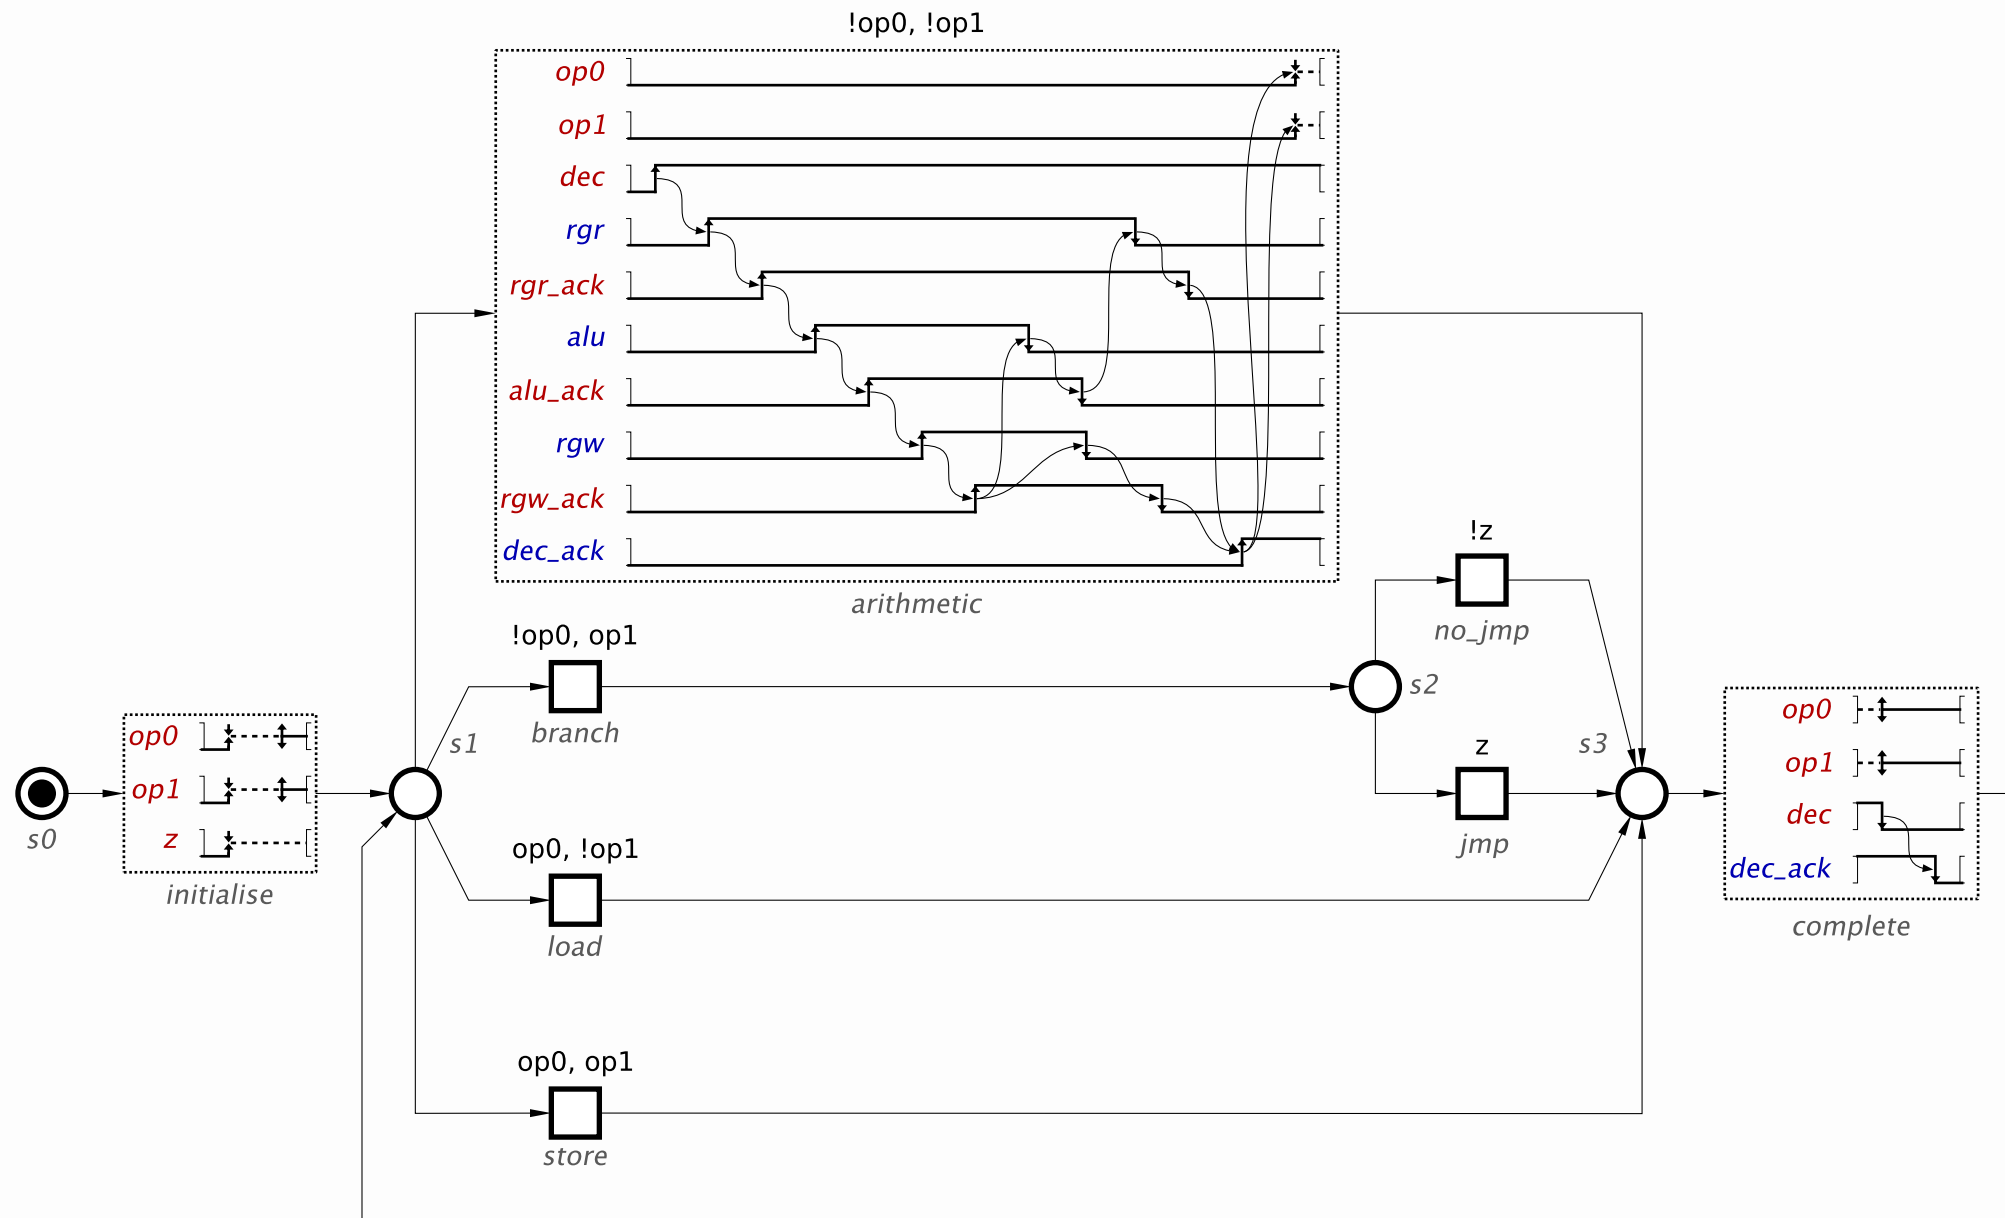 !op0, !op1
op0
op1
dec
rgr
rgr_ack
alu
alu_ack
rgw
rgw_ack
dec_ack
arithmetic
!op0, op1
branch
s1
op0, !op1
load
op0, op1
store
s0
op0
op1
z
initialise
!z
no_jmp
s2
z
jmp
s3
op0
op1
dec
dec_ack
complete